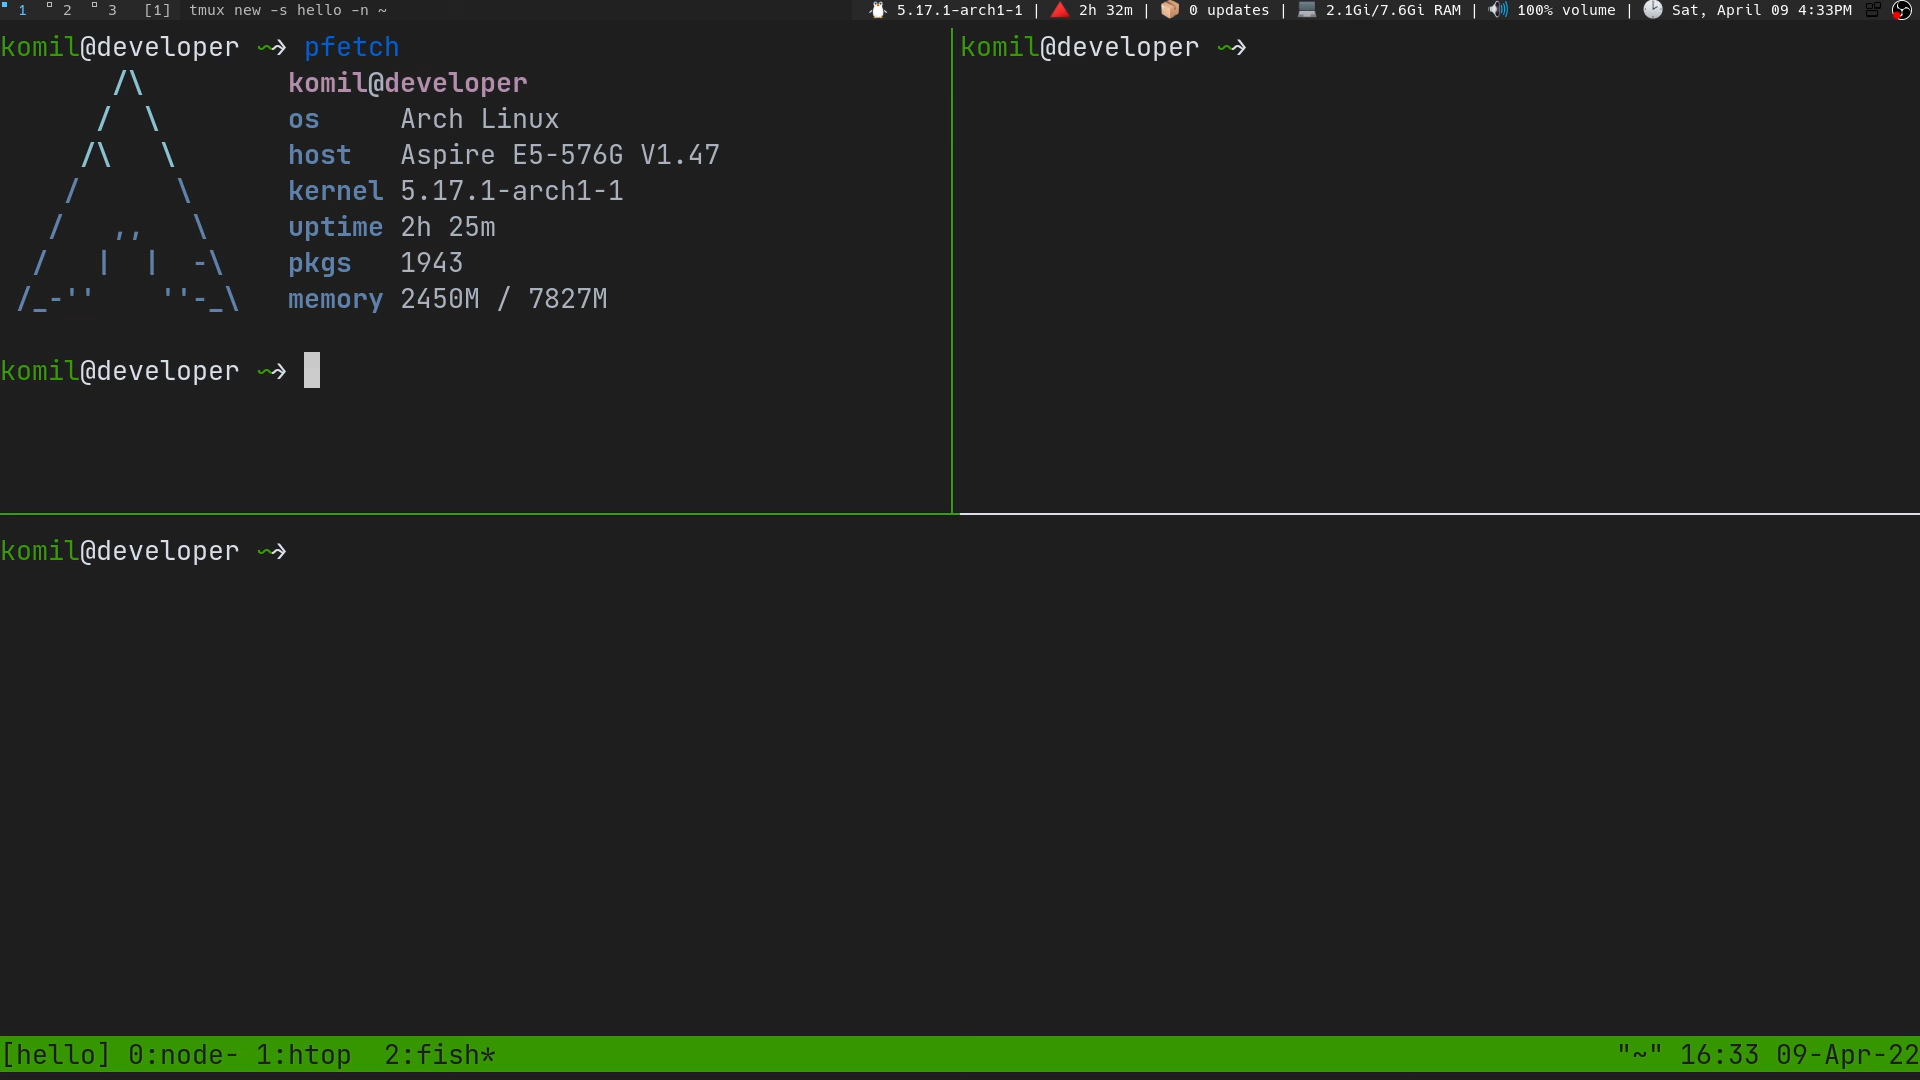 1 2 3 [1] tmux new -s hello -n ~ 5.17.1-arch1-1 | 2h 32m | 0 updates | 2.1Gi/7.6Gi RAM | 100% volume | Sat, April 09 4:33PM
komil@developer ~> pfetch
komil@developer
os Arch Linux
host Aspire E5-576G V1.47
kernel 5.17.1-arch1-1
uptime 2h 25m
pkgs 1943
memory 2450M / 7827M
komil@developer ~>
komil@developer ~>
komil@developer ~>
[hello] 0:node- 1:htop 2:fish* "~" 16:33 09-Apr-22